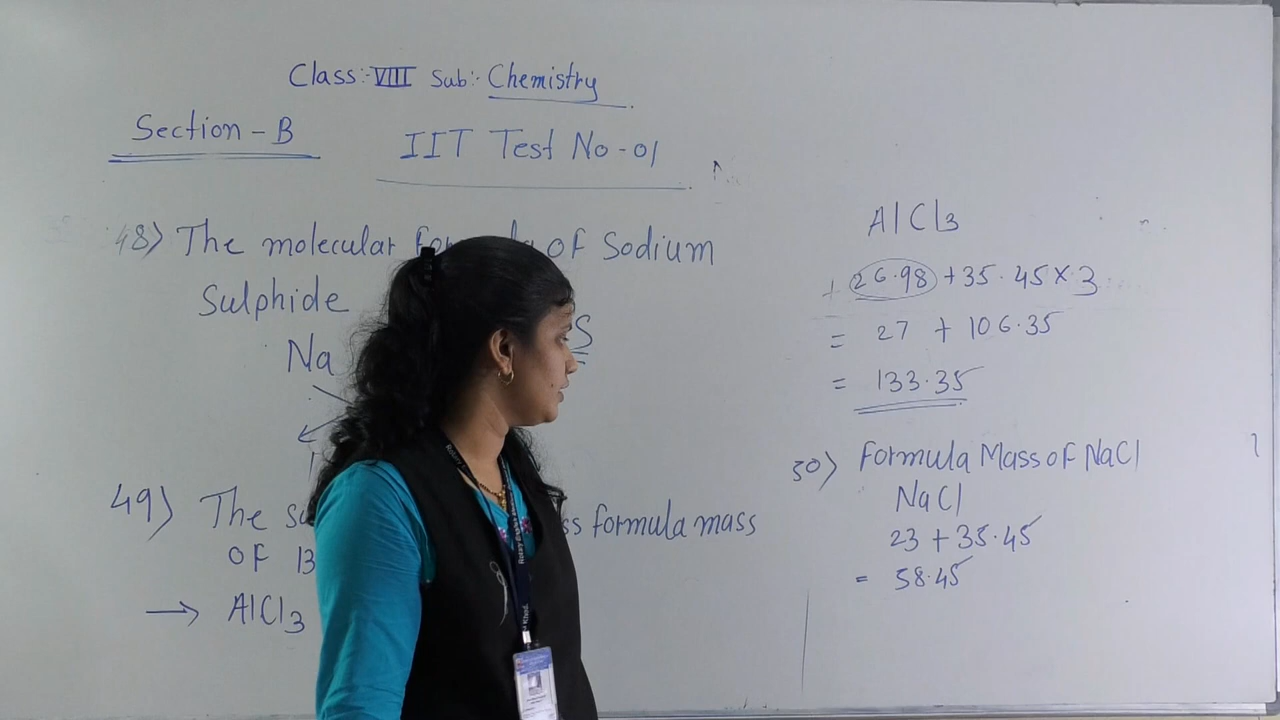 Class:- VIII Sub:- Chemistry
Section - B
IIT Test No - 01
48) The molecular of Sodium
Sulphide
Na S
49) The ss formula mass
OF 13
→ AlCl3
AlCl3
26.98 + 35.45 × 3
= 27 + 106.35
= 133.35
50) Formula Mass of NaCl
NaCl
23 + 35.45
= 58.45